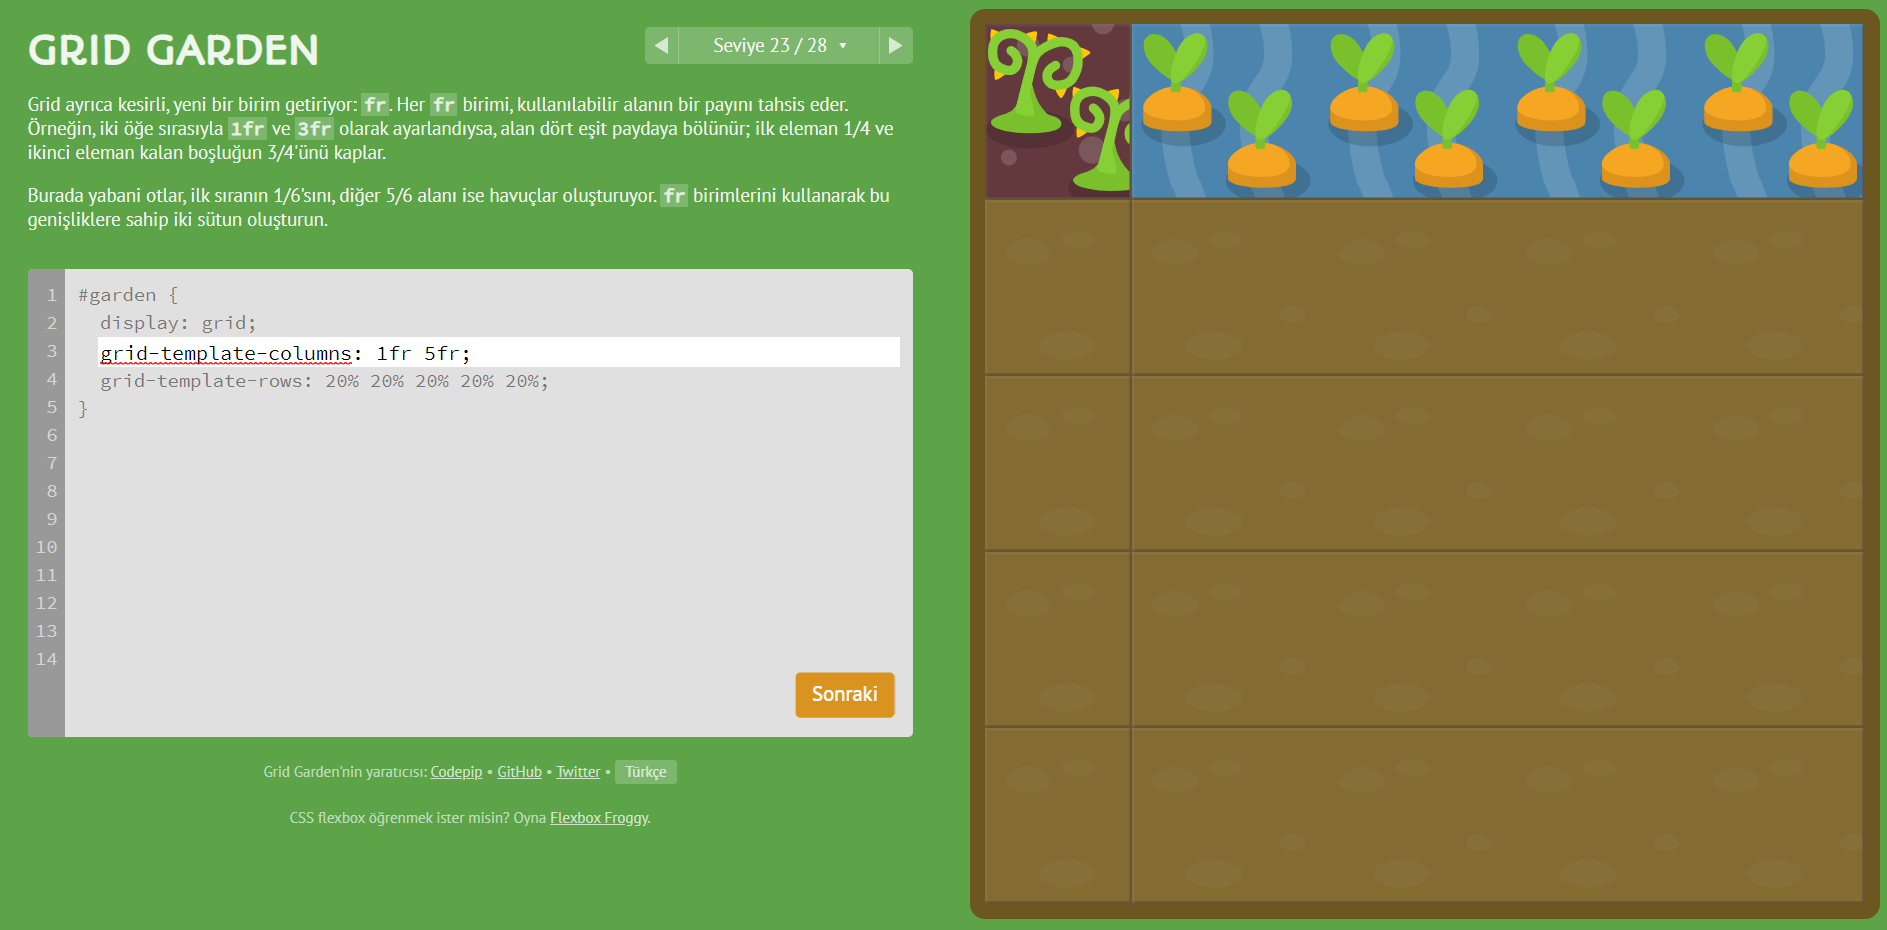 GRID GARDEN
Seviye 23 / 28 ▾
Grid ayrıca kesirli, yeni bir birim getiriyor: fr. Her fr birimi, kullanılabilir alanın bir payını tahsis eder.
Örneğin, iki öğe sırasıyla 1fr ve 3fr olarak ayarlandıysa, alan dört eşit paydaya bölünür; ilk eleman 1/4 ve
ikinci eleman kalan boşluğun 3/4'ünü kaplar.
Burada yabani otlar, ilk sıranın 1/6'sını, diğer 5/6 alanı ise havuçlar oluşturuyor. fr birimlerini kullanarak bu
genişliklere sahip iki sütun oluşturun.
1 #garden {
2 display: grid;
3 grid-template-columns: 1fr 5fr;
4 grid-template-rows: 20% 20% 20% 20% 20%;
5 }
6
7
8
9
10
11
12
13
14
Sonraki
Grid Garden'nin yaratıcısı: Codepip • GitHub • Twitter • Türkçe
CSS flexbox öğrenmek ister misin? Oyna Flexbox Froggy.